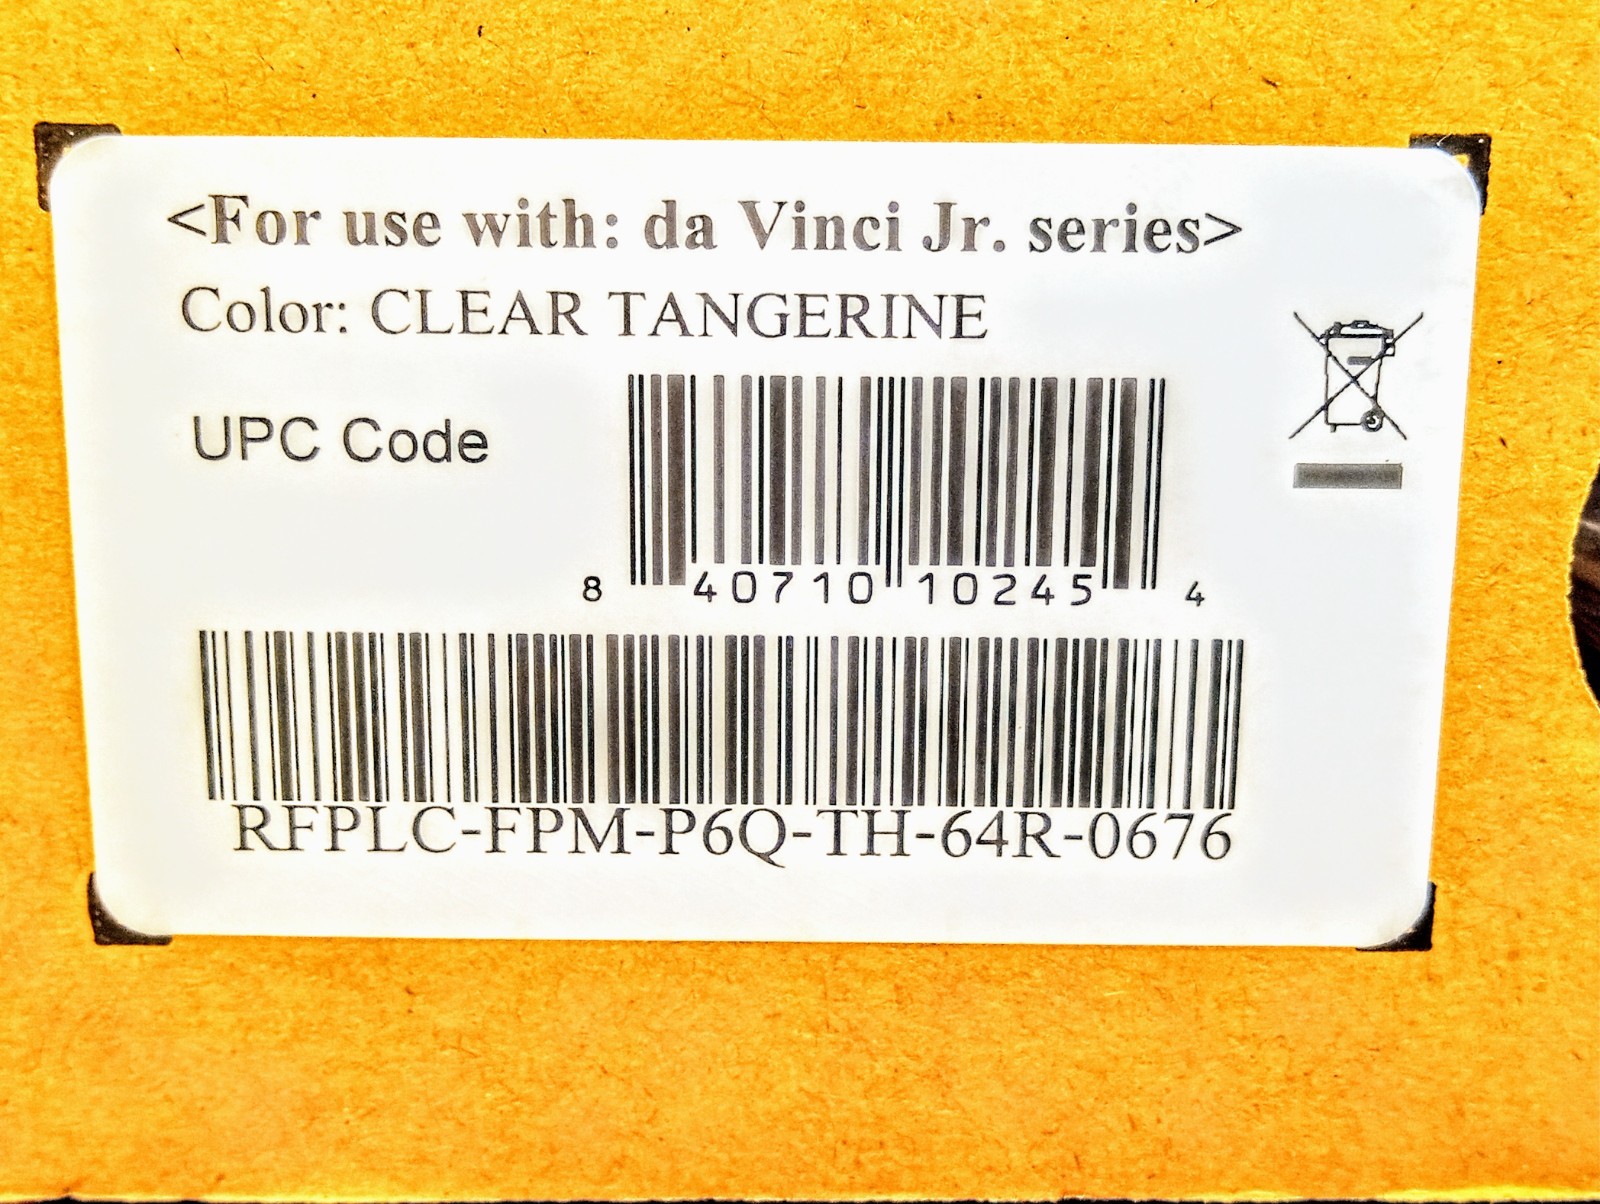 <For use with: da Vinci Jr. series>
Color: CLEAR TANGERINE
UPC Code
8 40710 10245 4
RFPLC-FPM-P6Q-TH-64R-0676